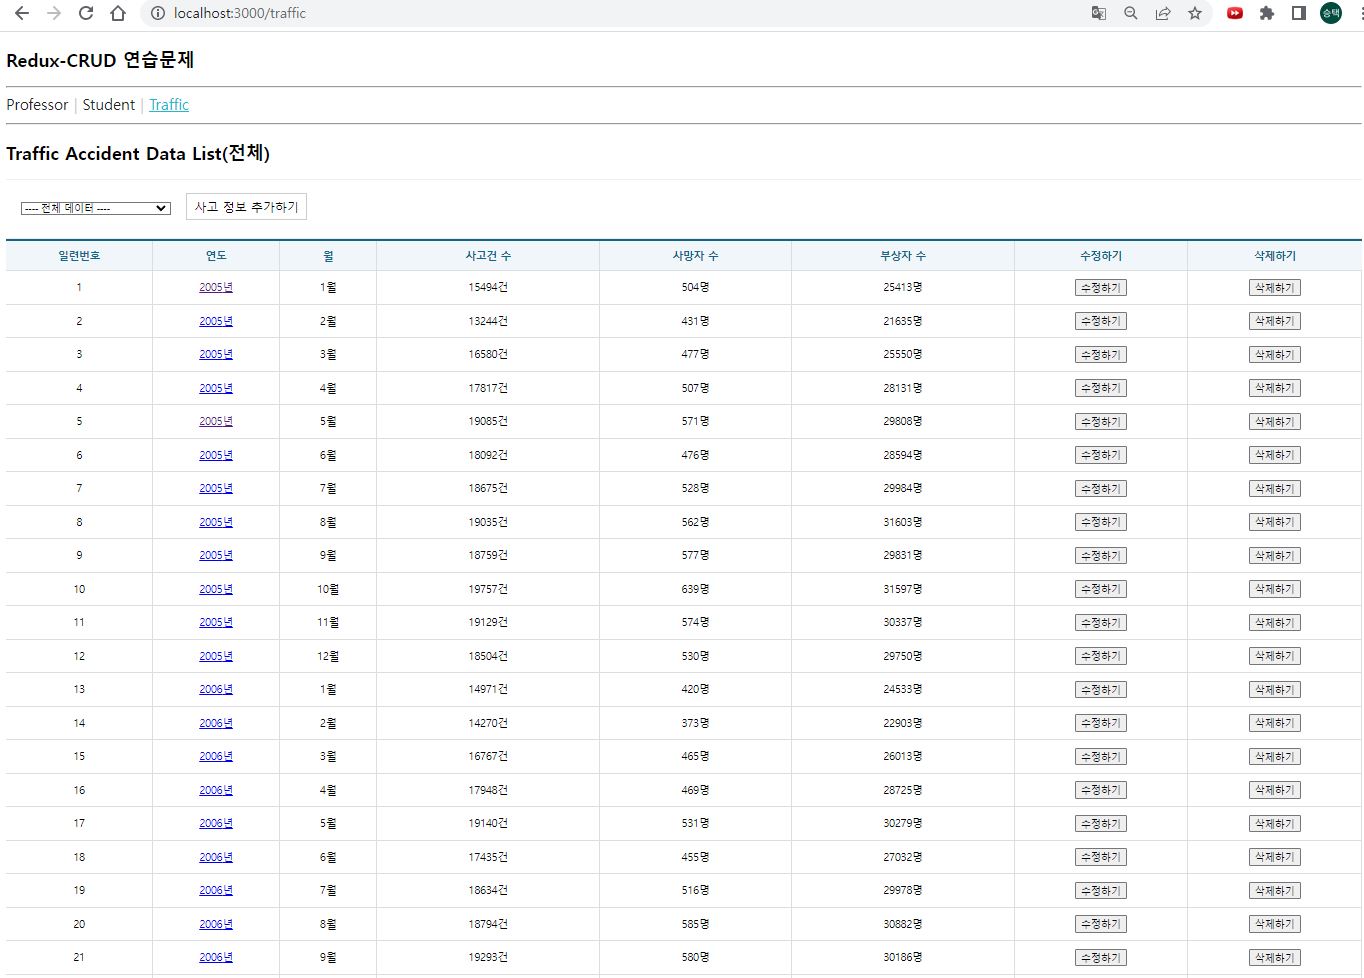 localhost:3000/traffic
승택
Redux-CRUD 연습문제
Professor | Student | Traffic
Traffic Accident Data List(전체)
---- 전체 데이터 ---- 사고 정보 추가하기
일련번호 연도 월 사고건 수 사망자 수 부상자 수 수정하기 삭제하기
1 2005년 1월 15494건 504명 25413명 수정하기 삭제하기
2 2005년 2월 13244건 431명 21635명 수정하기 삭제하기
3 2005년 3월 16580건 477명 25550명 수정하기 삭제하기
4 2005년 4월 17817건 507명 28131명 수정하기 삭제하기
5 2005년 5월 19085건 571명 29808명 수정하기 삭제하기
6 2005년 6월 18092건 476명 28594명 수정하기 삭제하기
7 2005년 7월 18675건 528명 29984명 수정하기 삭제하기
8 2005년 8월 19035건 562명 31603명 수정하기 삭제하기
9 2005년 9월 18759건 577명 29831명 수정하기 삭제하기
10 2005년 10월 19757건 639명 31597명 수정하기 삭제하기
11 2005년 11월 19129건 574명 30337명 수정하기 삭제하기
12 2005년 12월 18504건 530명 29750명 수정하기 삭제하기
13 2006년 1월 14971건 420명 24533명 수정하기 삭제하기
14 2006년 2월 14270건 373명 22903명 수정하기 삭제하기
15 2006년 3월 16767건 465명 26013명 수정하기 삭제하기
16 2006년 4월 17948건 469명 28725명 수정하기 삭제하기
17 2006년 5월 19140건 531명 30279명 수정하기 삭제하기
18 2006년 6월 17435건 455명 27032명 수정하기 삭제하기
19 2006년 7월 18634건 516명 29978명 수정하기 삭제하기
20 2006년 8월 18794건 585명 30882명 수정하기 삭제하기
21 2006년 9월 19293건 580명 30186명 수정하기 삭제하기